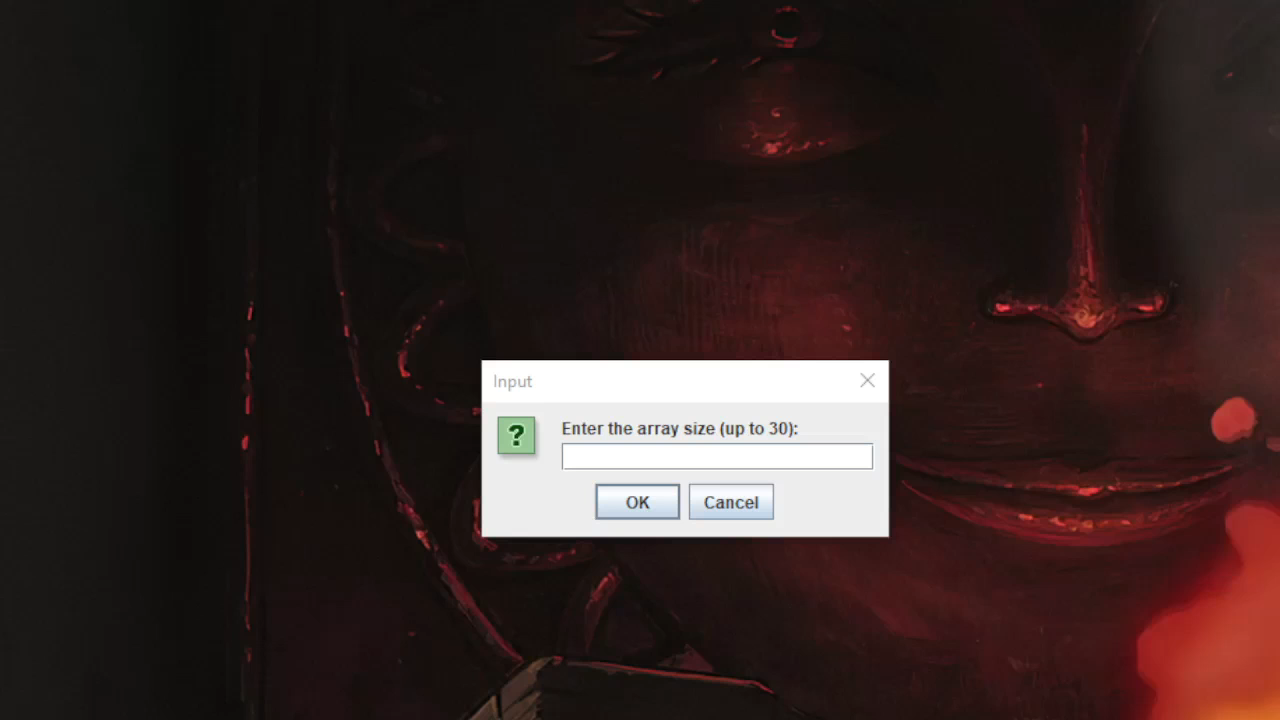 Input
?
Enter the array size (up to 30):
OK
Cancel